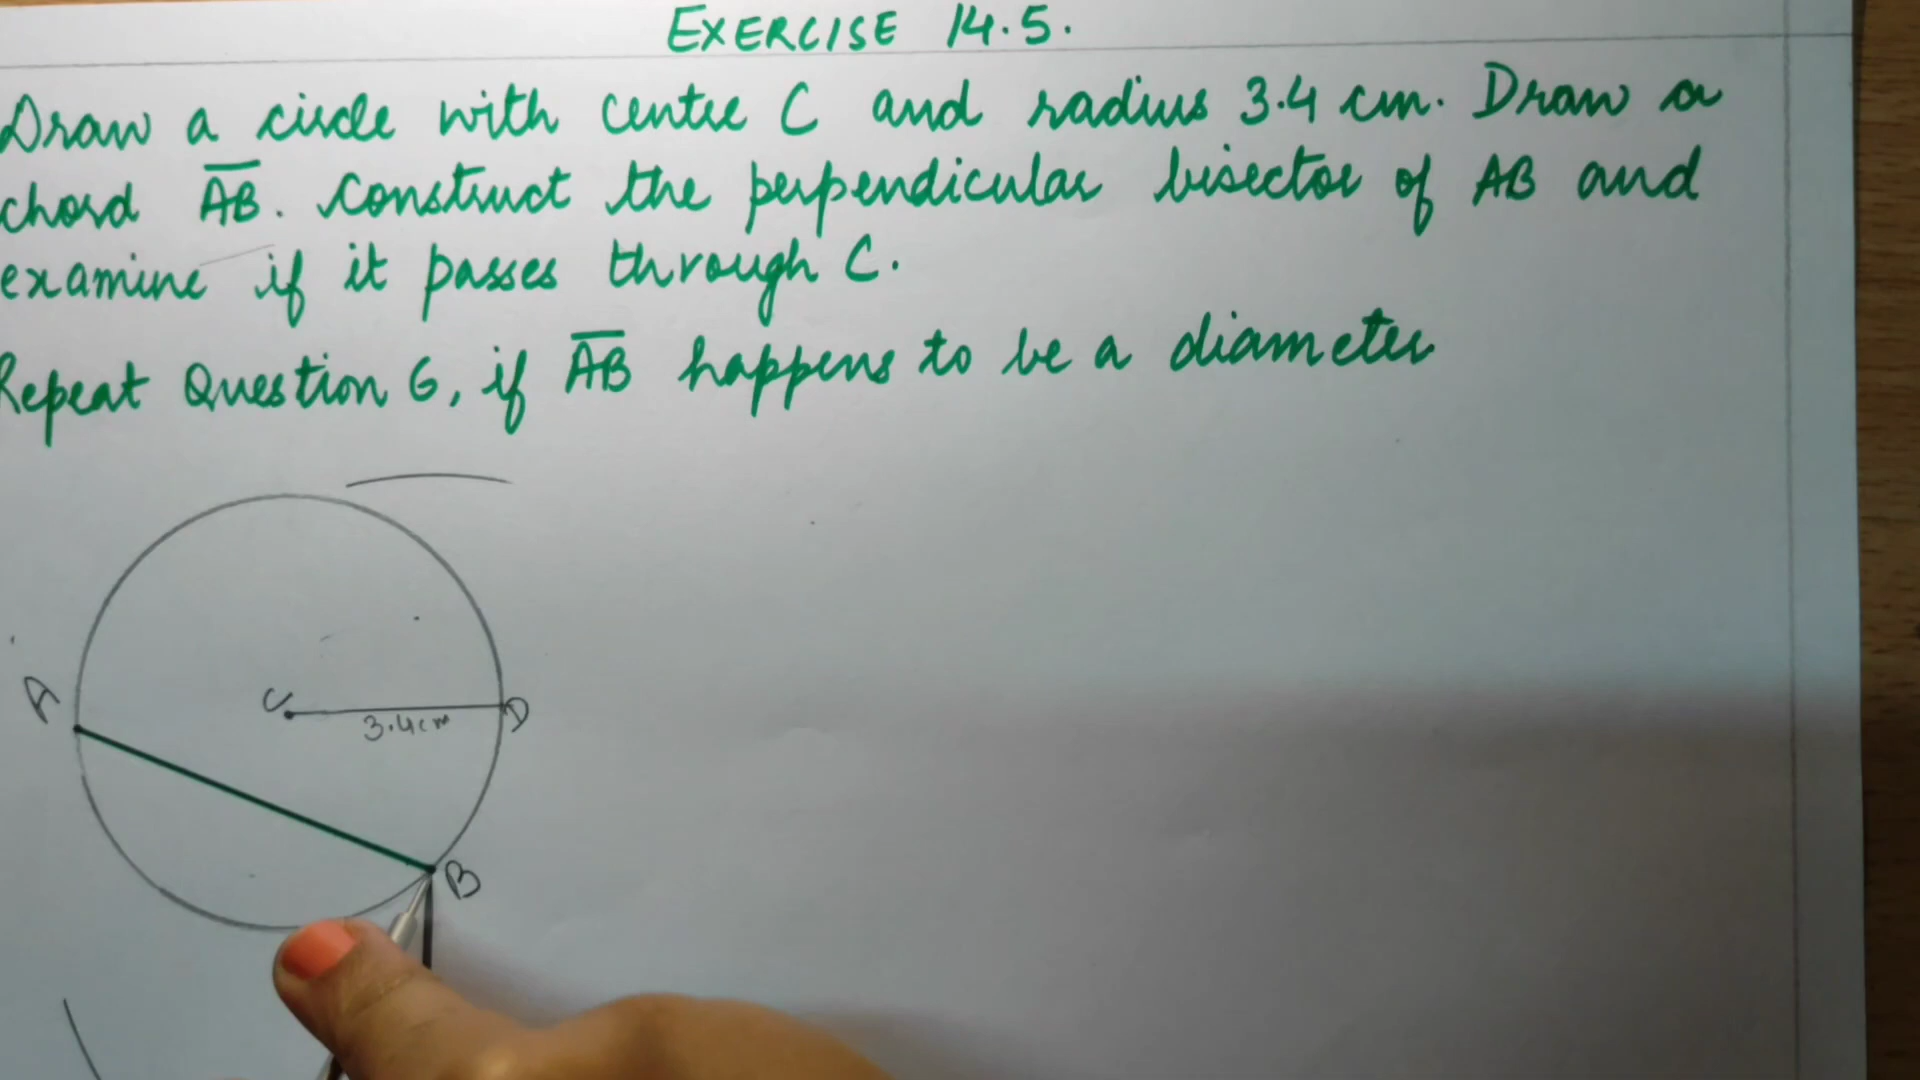 EXERCISE 14.5.
Draw a circle with centre C and radius 3.4 cm. Draw a
chord AB. Construct the perpendicular bisector of AB and
examine if it passes through C.
Repeat Question 6, if AB happens to be a diameter
A
C
3.4cm
D
B